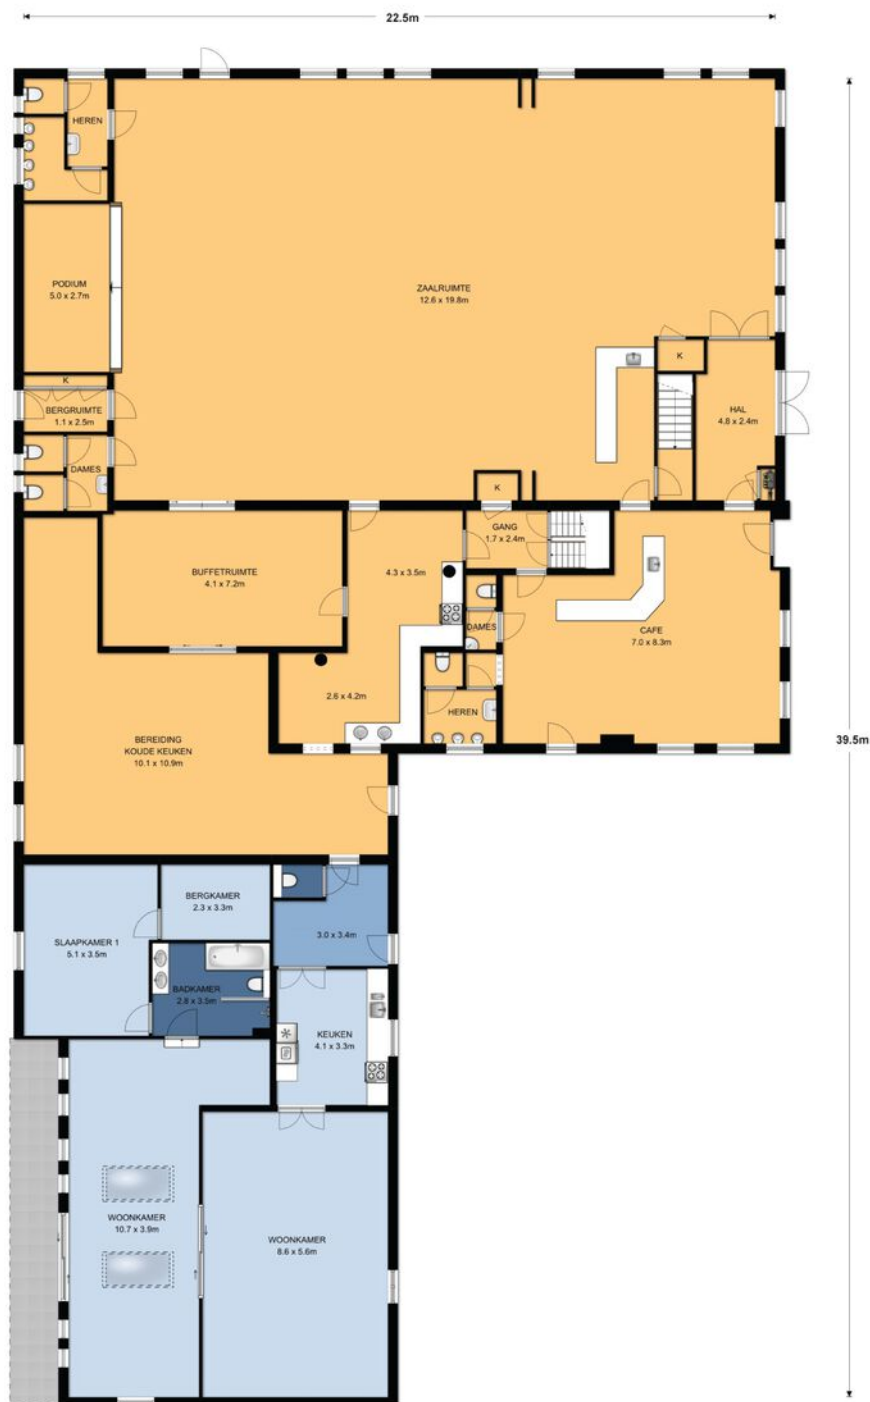 22.5m
HEREN
PODIUM
5.0 x 2.7m
ZAALRUIMTE
12.6 x 19.8m
K
K
BERGRUIMTE
1.1 x 2.5m
HAL
4.8 x 2.4m
DAMES
K
GANG
1.7 x 2.4m
BUFFETRUIMTE
4.1 x 7.2m
4.3 x 3.5m
DAMES
CAFE
7.0 x 8.3m
2.6 x 4.2m
HEREN
BEREIDING
KOUDE KEUKEN
10.1 x 10.9m
39.5m
BERGKAMER
2.3 x 3.3m
SLAAPKAMER 1
5.1 x 3.5m
3.0 x 3.4m
BADKAMER
2.8 x 3.5m
KEUKEN
4.1 x 3.3m
WOONKAMER
10.7 x 3.9m
WOONKAMER
8.6 x 5.6m